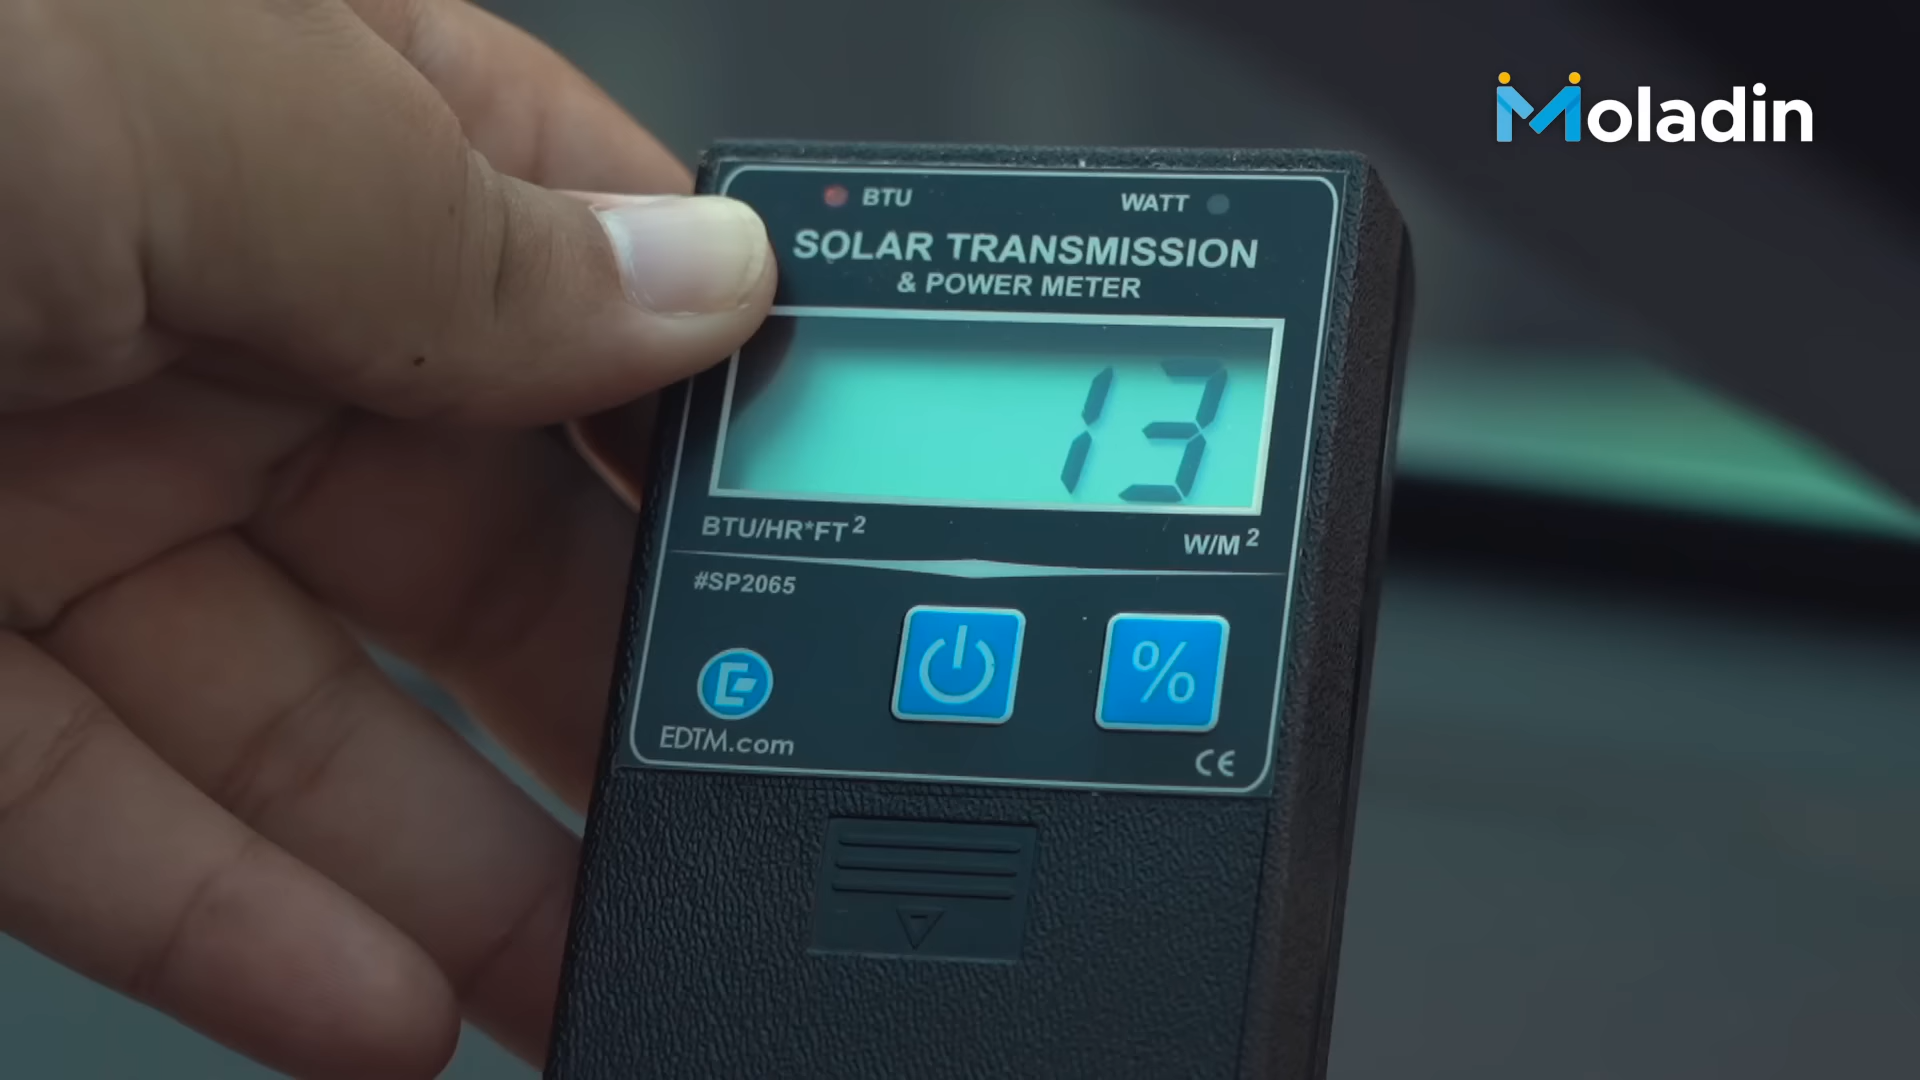 Moladin
BTU WATT
SOLAR TRANSMISSION
& POWER METER
13
BTU/HR*FT² W/M²
#SP2065
%
EDTM.com
CE